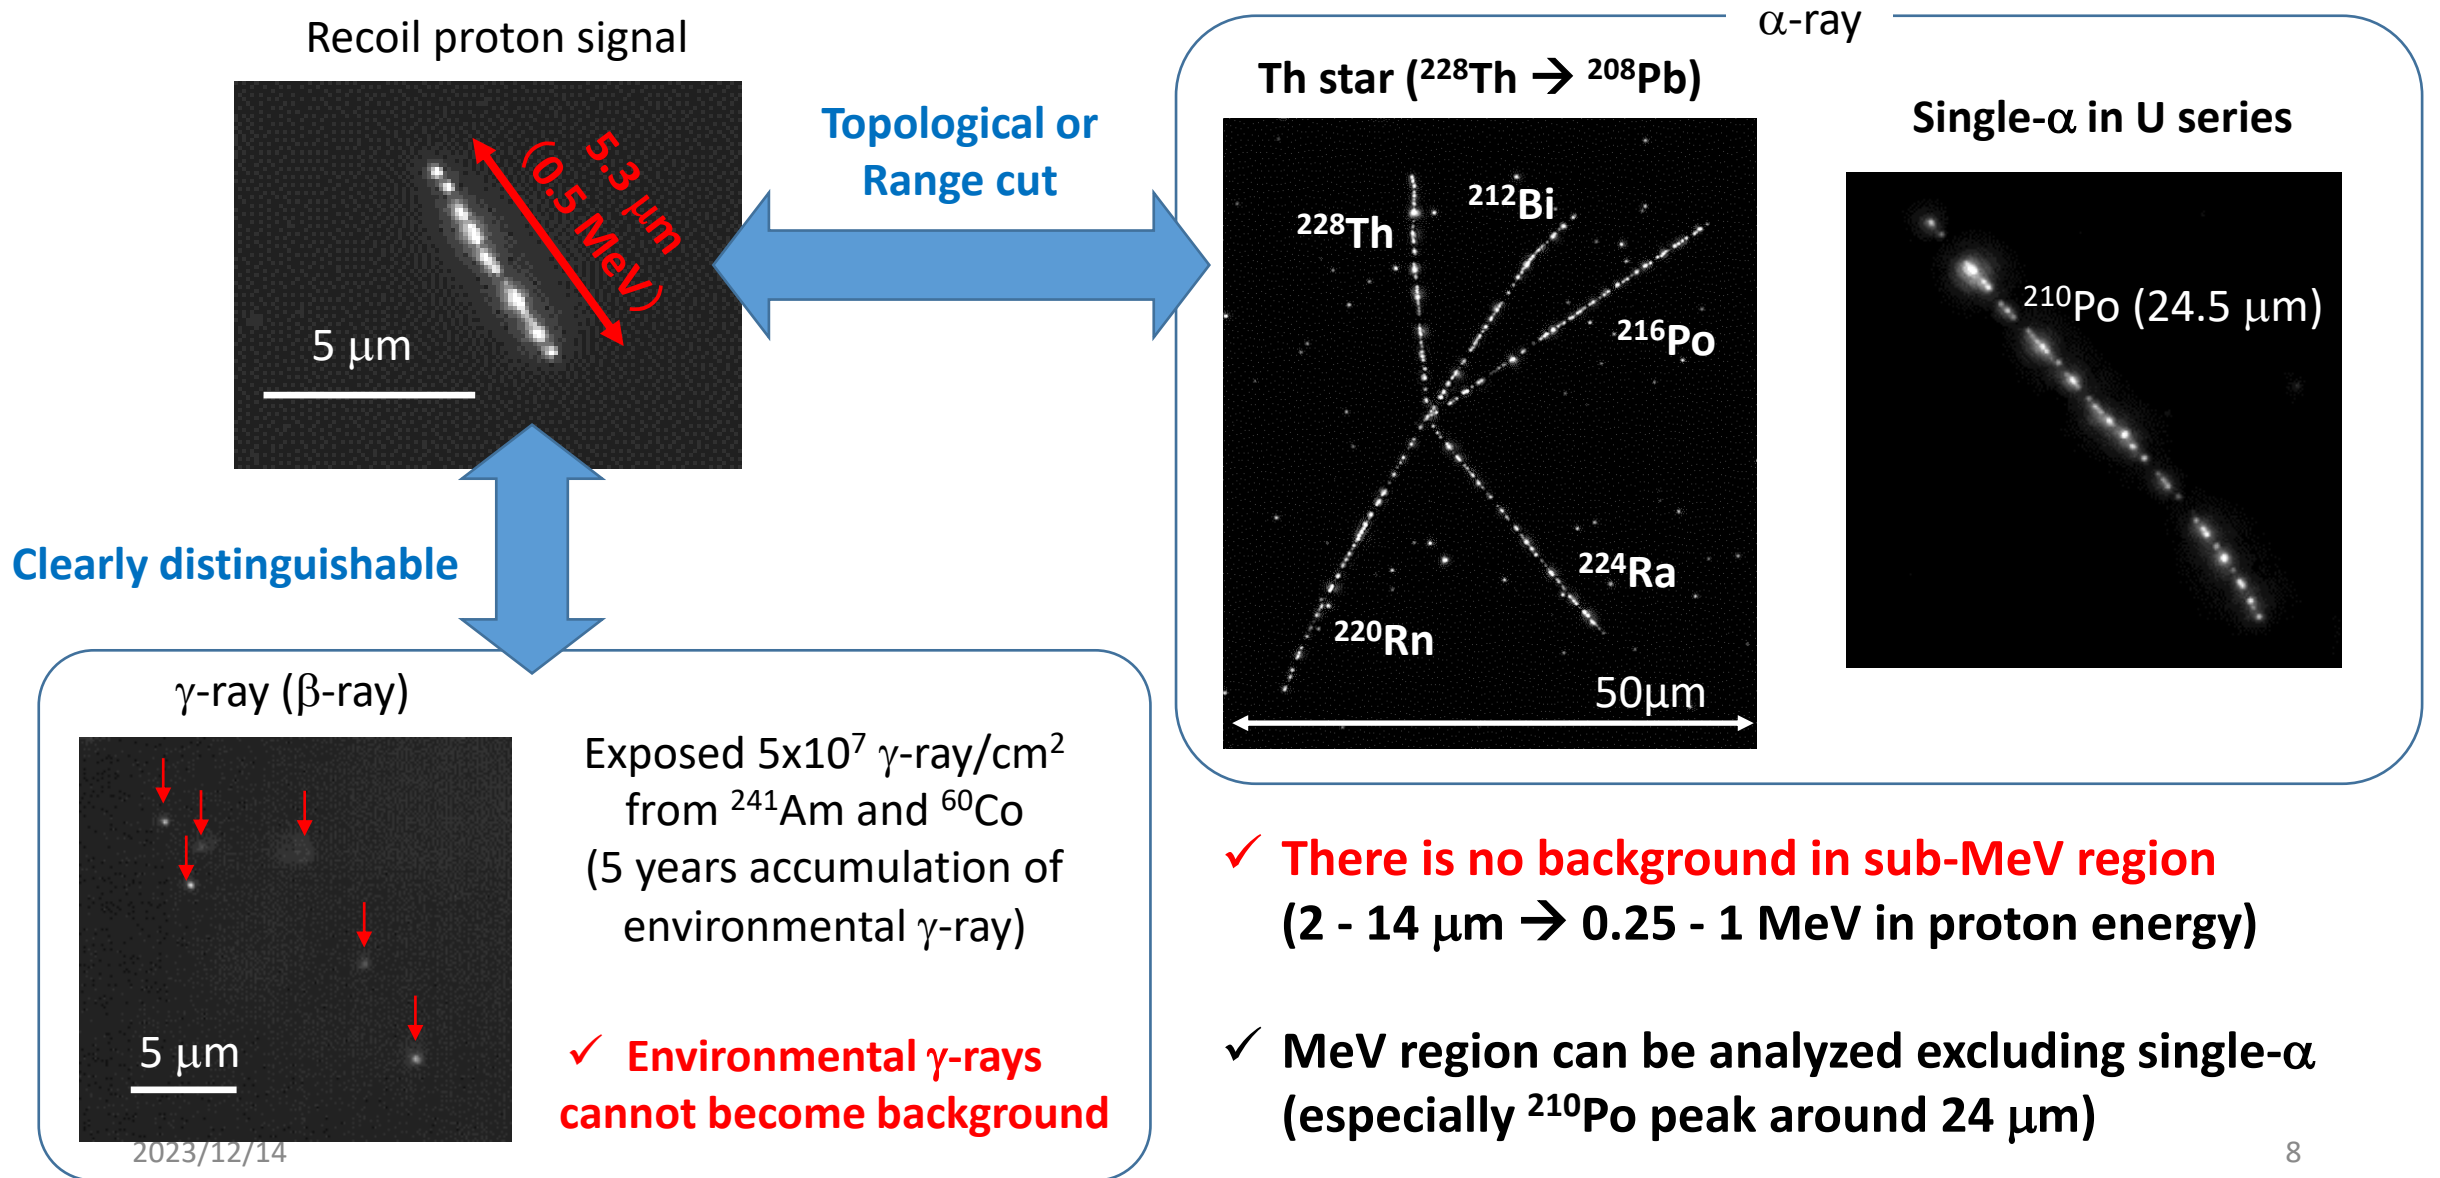 Recoil proton signal
5.3 μm
(0.5 MeV)
5 μm
Topological or
Range cut
Clearly distinguishable
α-ray
Th star (²²⁸Th → ²⁰⁸Pb)
²²⁸Th
²¹²Bi
²¹⁶Po
²²⁴Ra
²²⁰Rn
50μm
Single-α in U series
²¹⁰Po (24.5 μm)
γ-ray (β-ray)
5 μm
Exposed 5x10⁷ γ-ray/cm²
from ²⁴¹Am and ⁶⁰Co
(5 years accumulation of
environmental γ-ray)
✓ Environmental γ-rays
cannot become background
✓ There is no background in sub-MeV region
(2 - 14 μm → 0.25 - 1 MeV in proton energy)
✓ MeV region can be analyzed excluding single-α
(especially ²¹⁰Po peak around 24 μm)
2023/12/14
8